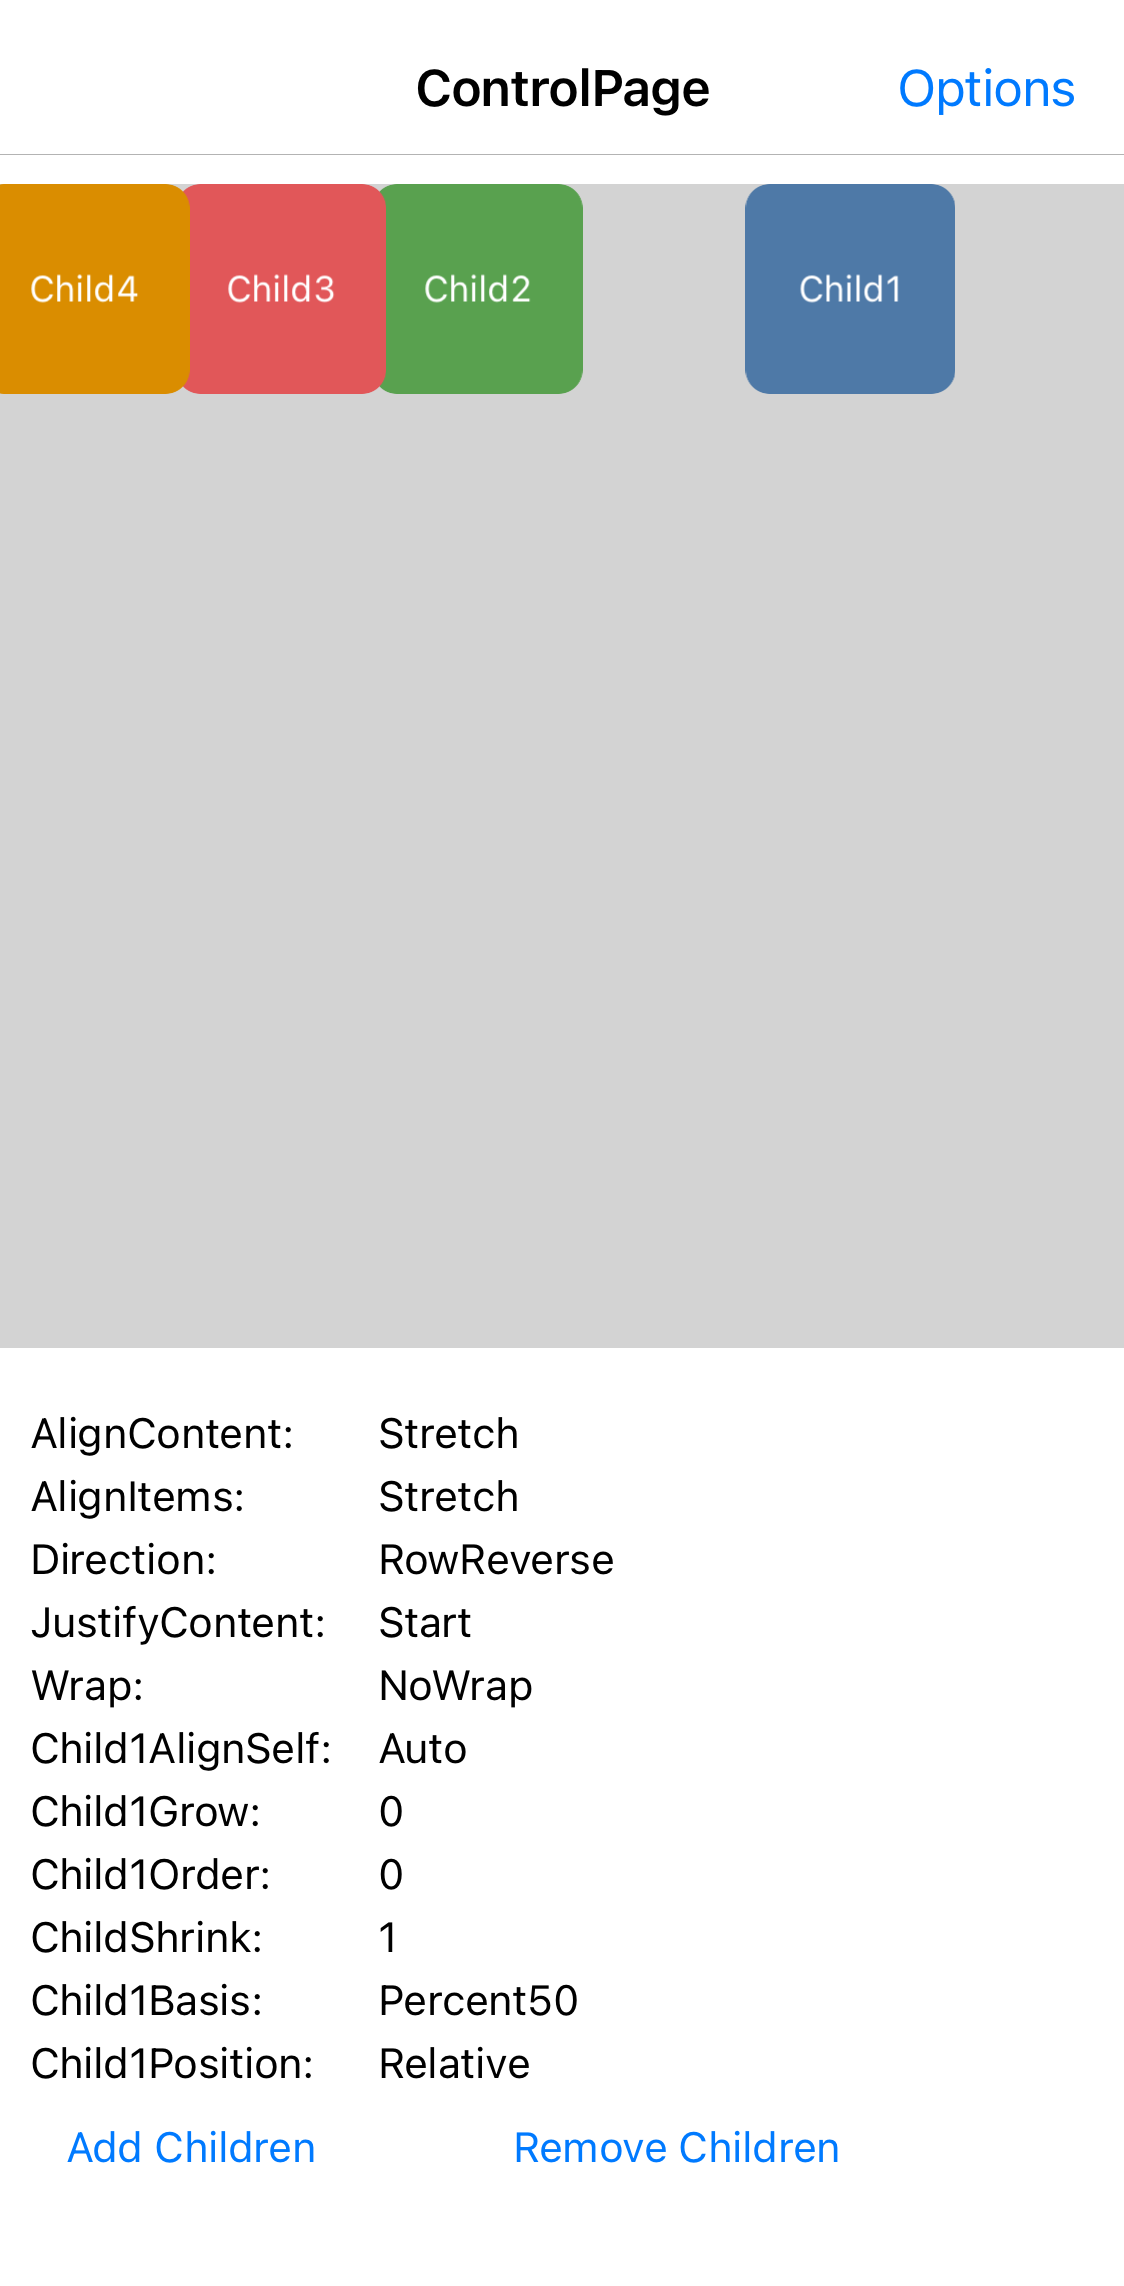 ControlPage Options
Child4 Child3 Child2 Child1
AlignContent: Stretch
AlignItems: Stretch
Direction: RowReverse
JustifyContent: Start
Wrap: NoWrap
Child1AlignSelf: Auto
Child1Grow: 0
Child1Order: 0
ChildShrink: 1
Child1Basis: Percent50
Child1Position: Relative
Add Children Remove Children